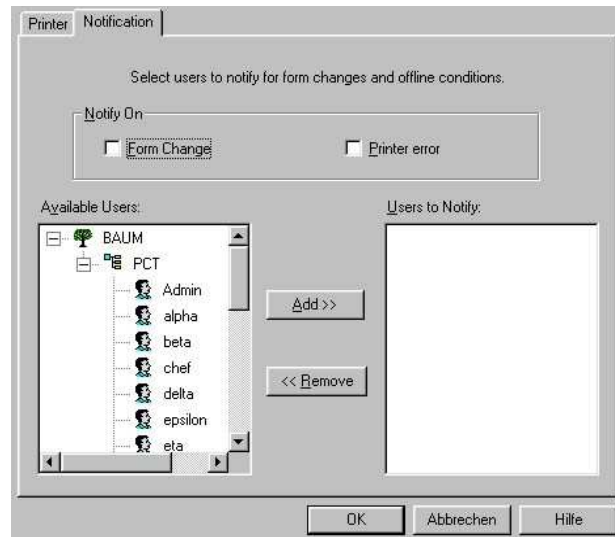 Printer Notification
Select users to notify for form changes and offline conditions.
Notify On
Form Change Printer error
Available Users:
Users to Notify:
BAUM
PCT
Admin
alpha
beta
chef
delta
epsilon
eta
Add >>
<< Remove
OK Abbrechen Hilfe